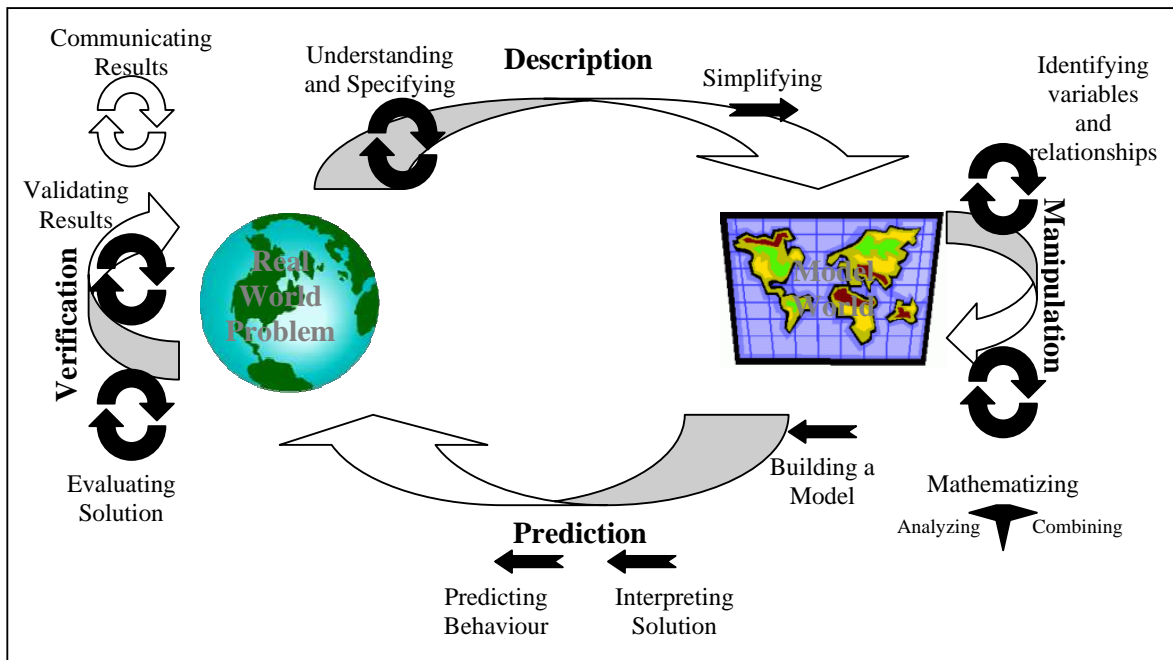 Communicating
Results
Understanding
and Specifying
Description
Simplifying
Identifying
variables
and
relationships
Validating
Results
Verification
Real
World
Problem
Model
World
Manipulation
Evaluating
Solution
Building a
Model
Mathematizing
Analyzing
Combining
Prediction
Predicting
Behaviour
Interpreting
Solution